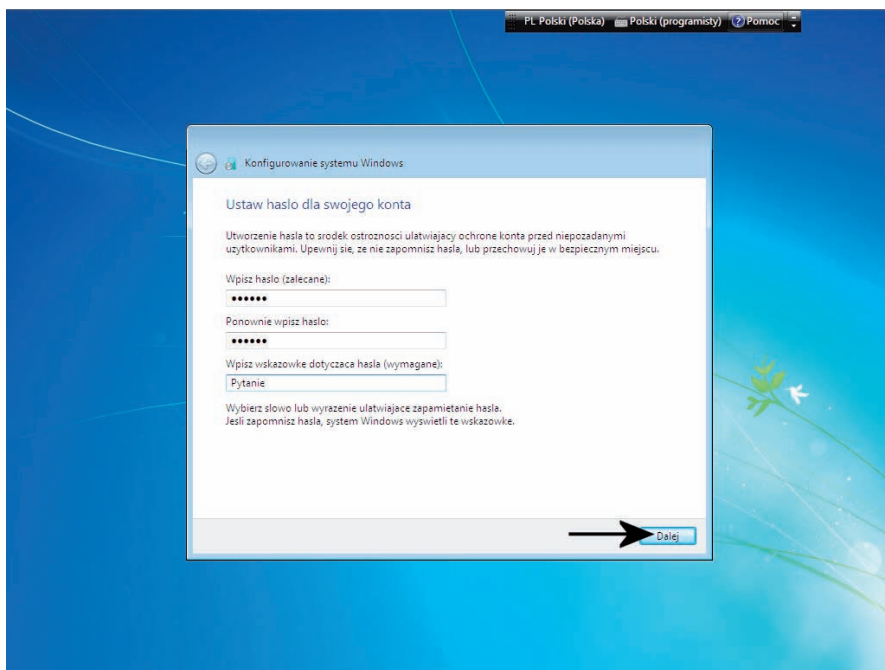 PL Polski (Polska) Polski (programisty) Pomoc
Konfigurowanie systemu Windows
Ustaw haslo dla swojego konta
Utworzenie hasla to srodek ostroznosci ulatwiajacy ochrone konta przed niepozadanymi
uzytkownikami. Upewnij sie, ze nie zapomnisz hasla, lub przechowuj je w bezpiecznym miejscu.
Wpisz haslo (zalecane):
••••••
Ponownie wpisz haslo:
••••••
Wpisz wskazowke dotyczaca hasla (wymagane):
Pytanie
Wybierz slowo lub wyrazenie ulatwiajace zapamietanie hasla.
Jesli zapomnisz hasla, system Windows wyswietli te wskazowke.
Dalej